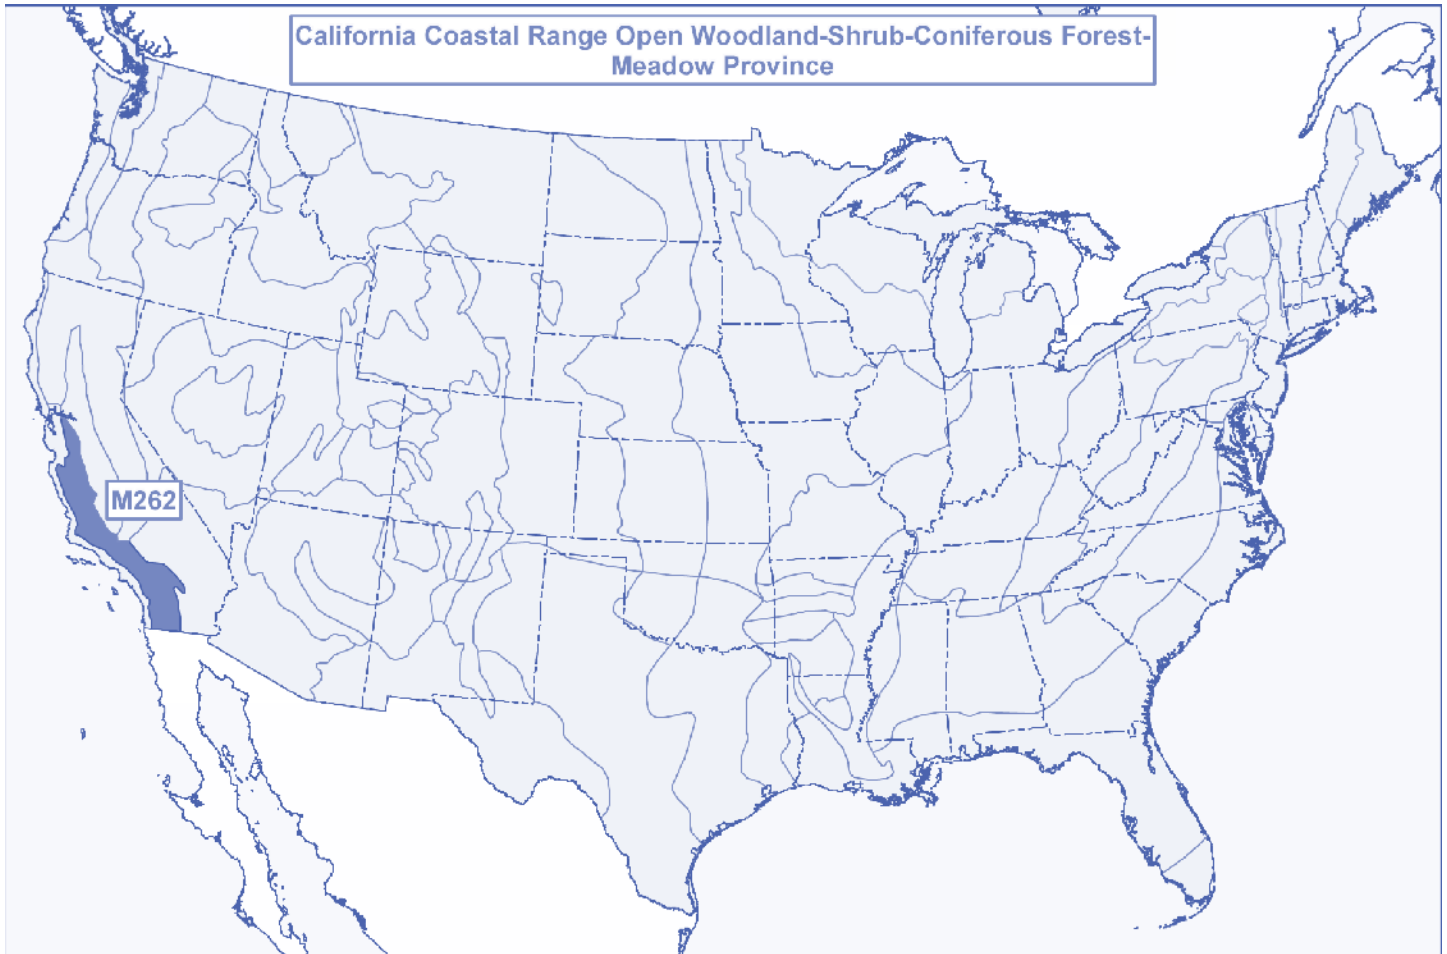 California Coastal Range Open Woodland-Shrub-Coniferous Forest-
Meadow Province
M262